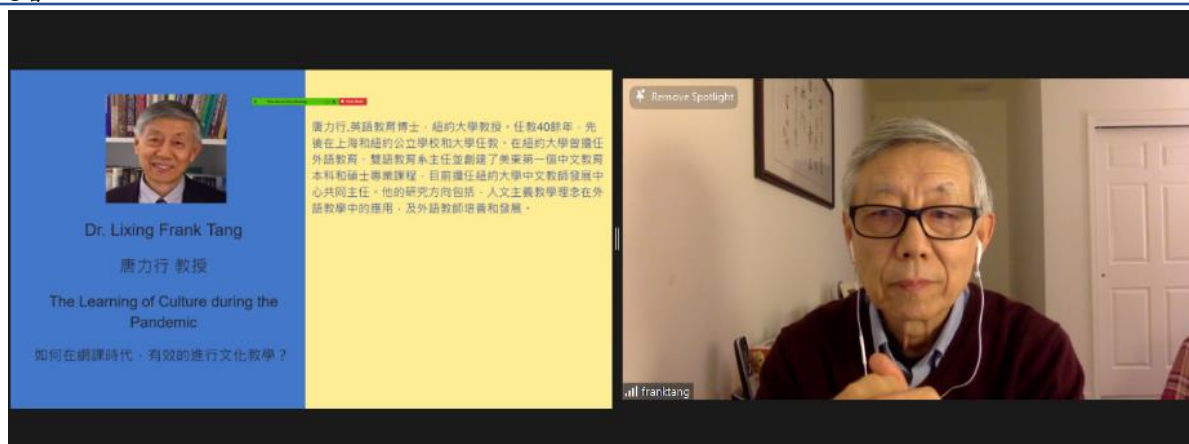 Dr. Lixing Frank Tang
唐力行 教授
The Learning of Culture during the
Pandemic
如何在網課時代，有效的進行文化教學？
唐力行,英語教育博士，紐約大學教授。任教40餘年，先
後在上海和紐約公立學校和大學任教。在紐約大學曾擔任
外語教育，雙語教育系主任並創建了美東第一個中文教育
本科和碩士專業課程，目前擔任紐約大學中文教師發展中
心共同主任。他的研究方向包括，人文主義教學理念在外
語教學中的應用，及外語教師培養和發展。
Remove Spotlight
franktang